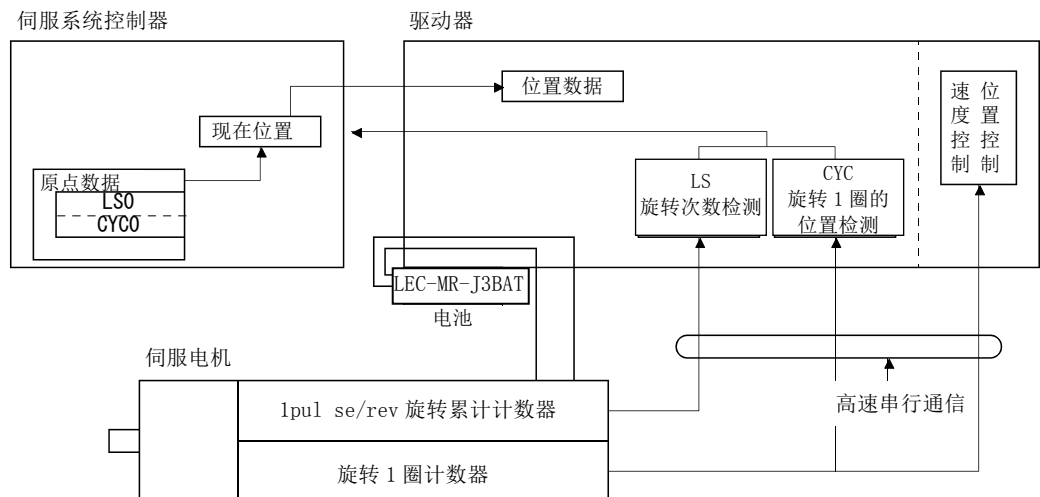 伺服系统控制器
驱动器
位置数据
现在位置
原点数据
LS0
CYC0
LS
旋转次数检测
CYC
旋转1圈的
位置检测
位置控制
速度控制
LEC-MR-J3BAT
电池
伺服电机
1pul se/rev 旋转累计计数器
旋转1圈计数器
高速串行通信